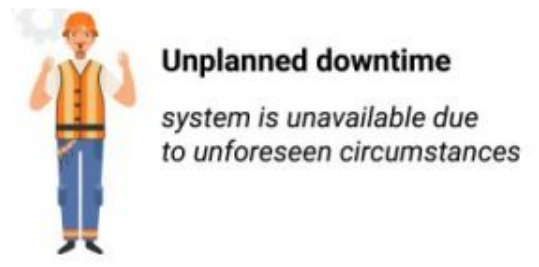 Unplanned downtime
system is unavailable due
to unforeseen circumstances